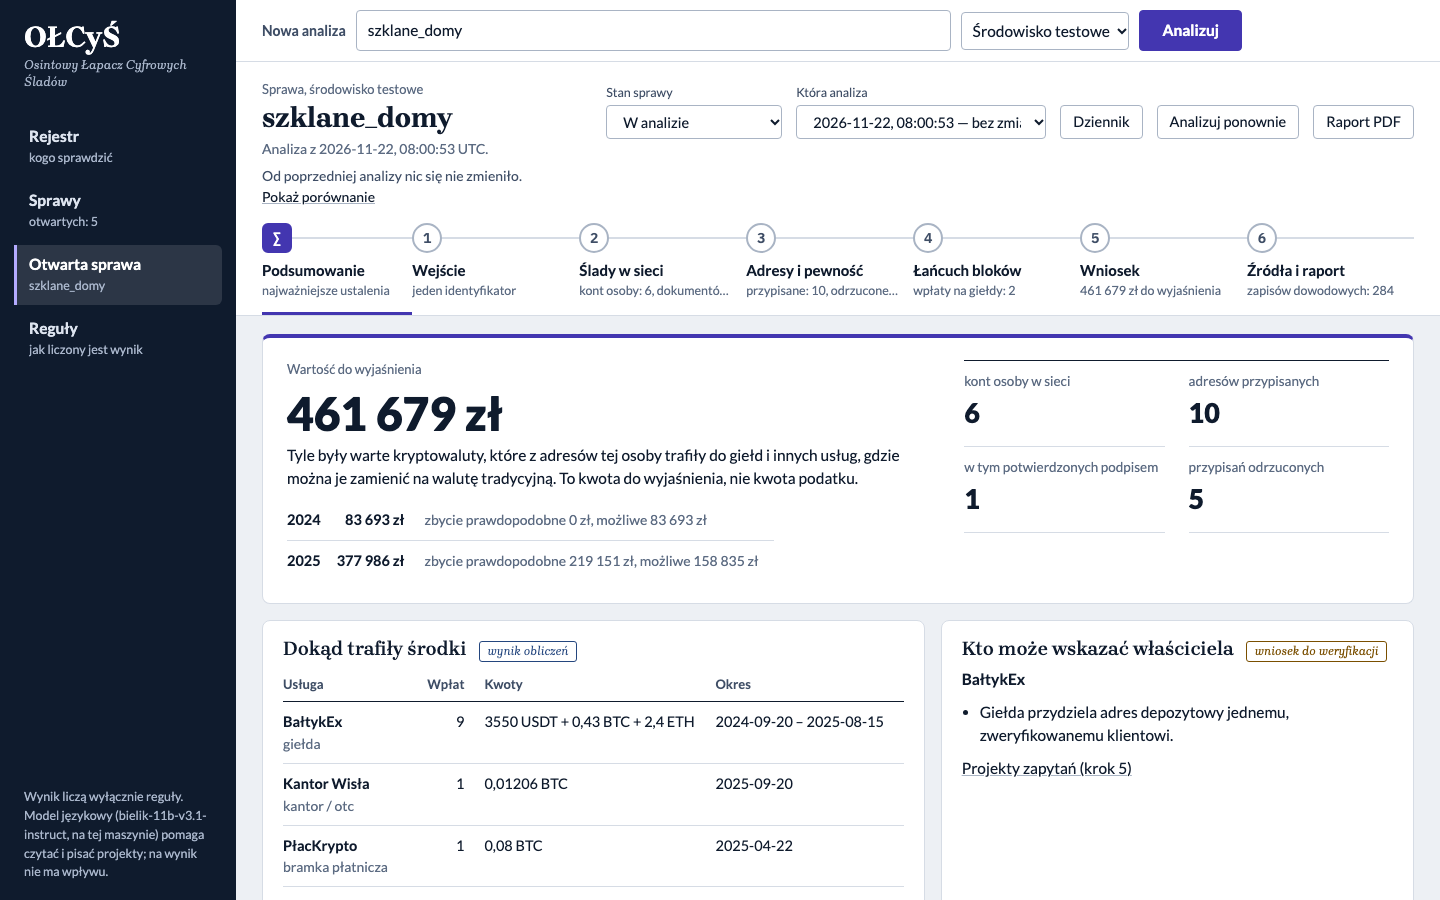 OŁCyŚ
Osintowy Łapacz Cyfrowych
Śladów
Rejestr
kogo sprawdzić
Sprawy
otwartych: 5
Otwarta sprawa
szklane_domy
Reguły
jak liczony jest wynik
Wynik liczą wyłącznie reguły.
Model językowy (bielik-11b-v3.1-
instruct, na tej maszynie) pomaga
czytać i pisać projekty; na wynik
nie ma wpływu.
Nowa analiza szklane_domy Środowisko testowe Analizuj
Sprawa, środowisko testowe
szklane_domy
Analiza z 2026-11-22, 08:00:53 UTC.
Od poprzedniej analizy nic się nie zmieniło.
Pokaż porównanie
Stan sprawy
W analizie
Która analiza
2026-11-22, 08:00:53 — bez zmi
Dziennik Analizuj ponownie Raport PDF
∑ 1 2 3 4 5 6
Podsumowanie Wejście Ślady w sieci Adresy i pewność Łańcuch bloków Wniosek Źródła i raport
najważniejsze ustalenia jeden identyfikator kont osoby: 6, dokumentó... przypisane: 10, odrzucone... wpłaty na giełdy: 2 461 679 zł do wyjaśnienia zapisów dowodowych: 284
Wartość do wyjaśnienia
461 679 zł
Tyle były warte kryptowaluty, które z adresów tej osoby trafiły do giełd i innych usług, gdzie
można je zamienić na walutę tradycyjną. To kwota do wyjaśnienia, nie kwota podatku.
2024 83 693 zł zbycie prawdopodobne 0 zł, możliwe 83 693 zł
2025 377 986 zł zbycie prawdopodobne 219 151 zł, możliwe 158 835 zł
kont osoby w sieci
6
adresów przypisanych
10
w tym potwierdzonych podpisem
1
przypisań odrzuconych
5
Dokąd trafiły środki wynik obliczeń
Usługa Wpłat Kwoty Okres
BałtykEx 9 3550 USDT + 0,43 BTC + 2,4 ETH 2024-09-20 – 2025-08-15
giełda
Kantor Wisła 1 0,01206 BTC 2025-09-20
kantor / otc
PłacKrypto 1 0,08 BTC 2025-04-22
bramka płatnicza
Kto może wskazać właściciela wniosek do weryfikacji
BałtykEx
• Giełda przydziela adres depozytowy jednemu,
zweryfikowanemu klientowi.
Projekty zapytań (krok 5)